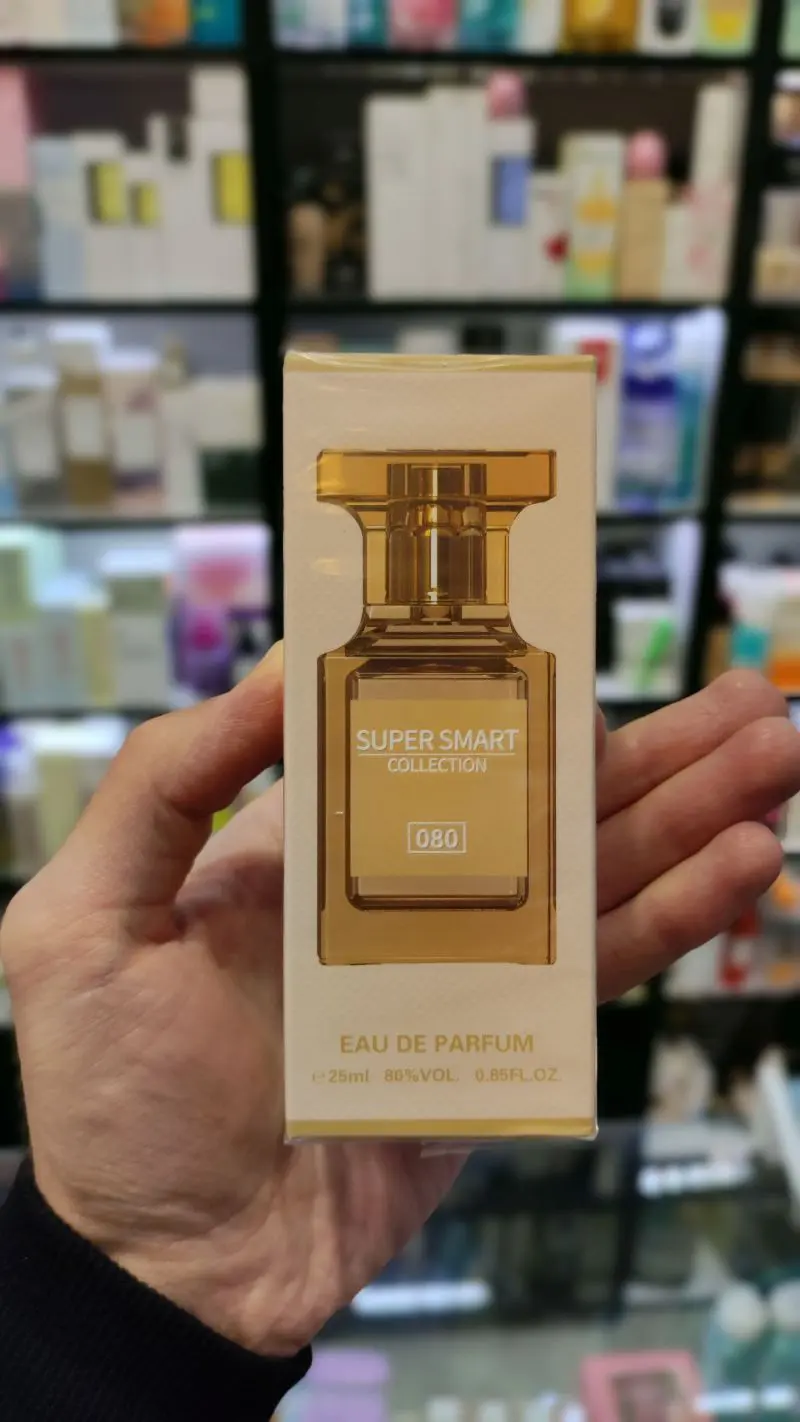 SUPER SMART
COLLECTION
080
EAU DE PARFUM
℮25ml 80%VOL. 0.85FL.OZ.